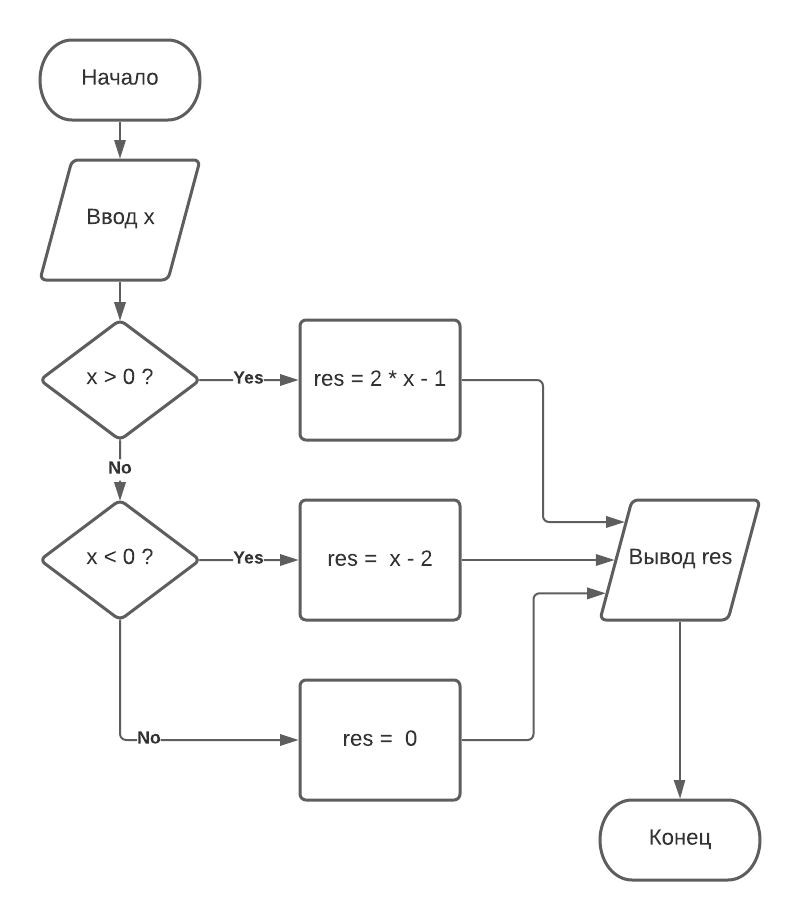 Начало
Ввод x
x > 0 ?
Yes
res = 2 * x - 1
No
x < 0 ?
Yes
res =  x - 2
Вывод res
No
res =  0
Конец